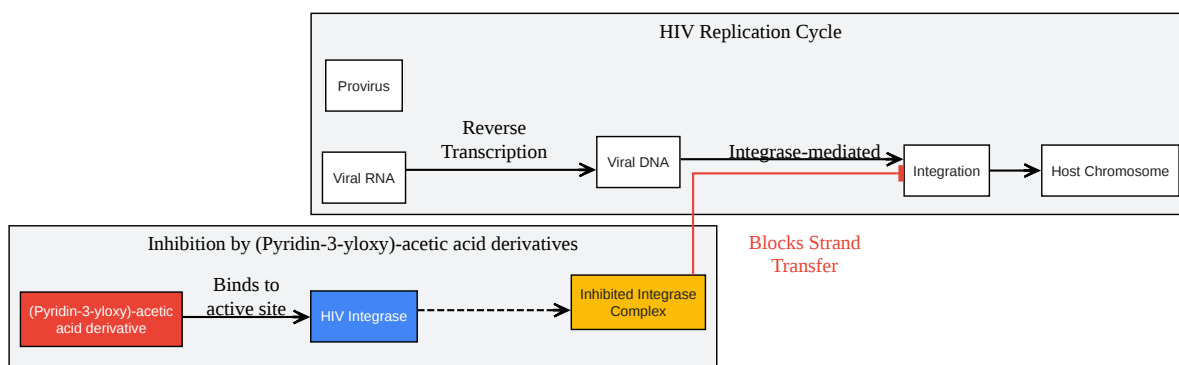 HIV Replication Cycle
Provirus
Reverse
Transcription
Viral RNA
Viral DNA
Integrase-mediated
Integration
Host Chromosome
Inhibition by (Pyridin-3-yloxy)-acetic acid derivatives
Blocks Strand
Transfer
(Pyridin-3-yloxy)-acetic
acid derivative
Binds to
active site
HIV Integrase
Inhibited Integrase
Complex